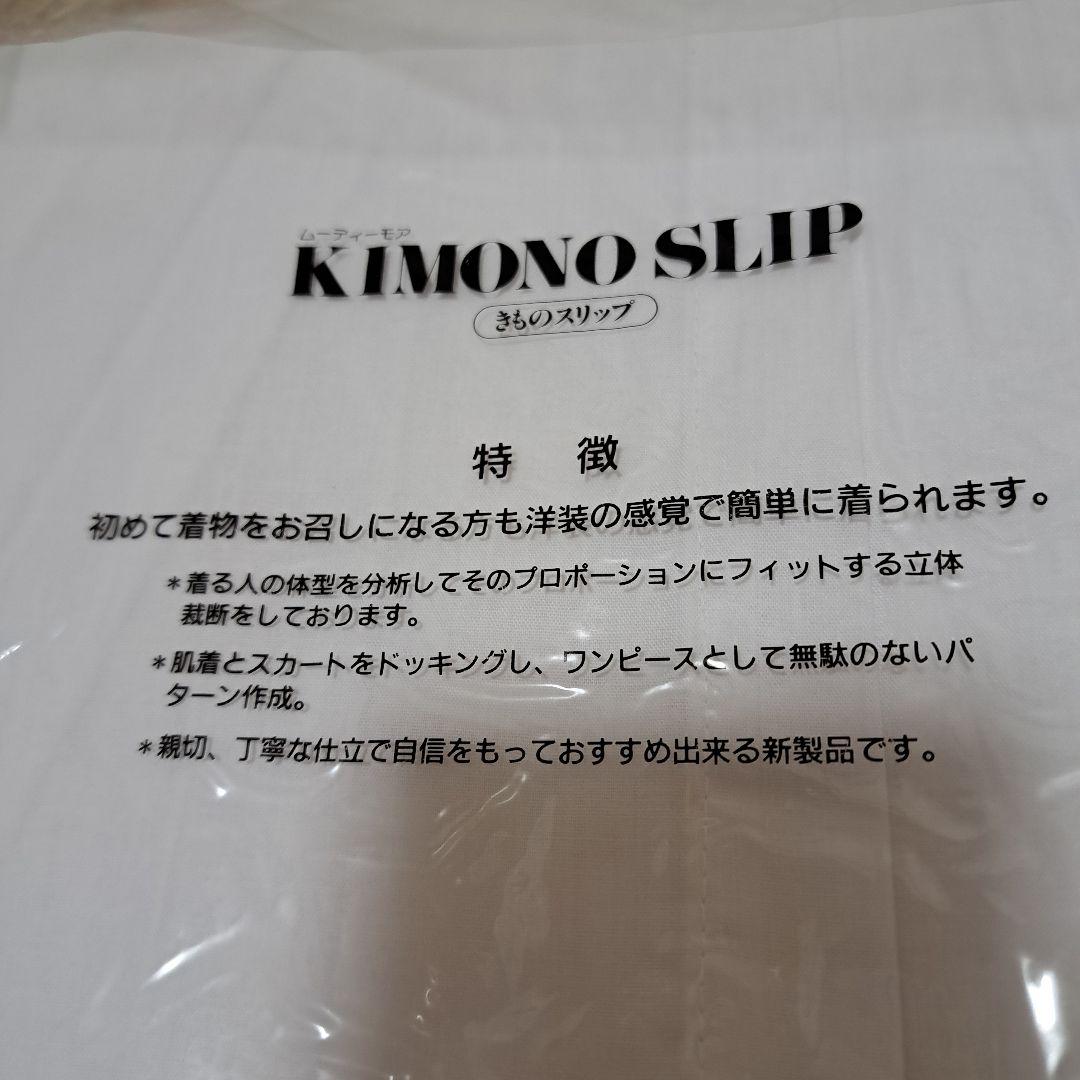 ムーディーモア
KIMONO SLIP
きものスリップ
特 徴
初めて着物をお召しになる方も洋装の感覚で簡単に着られます。
＊着る人の体型を分析してそのプロポーションにフィットする立体
裁断をしております。
＊肌着とスカートをドッキングし、ワンピースとして無駄のないパ
ターン作成。
＊親切、丁寧な仕立で自信をもっておすすめ出来る新製品です。